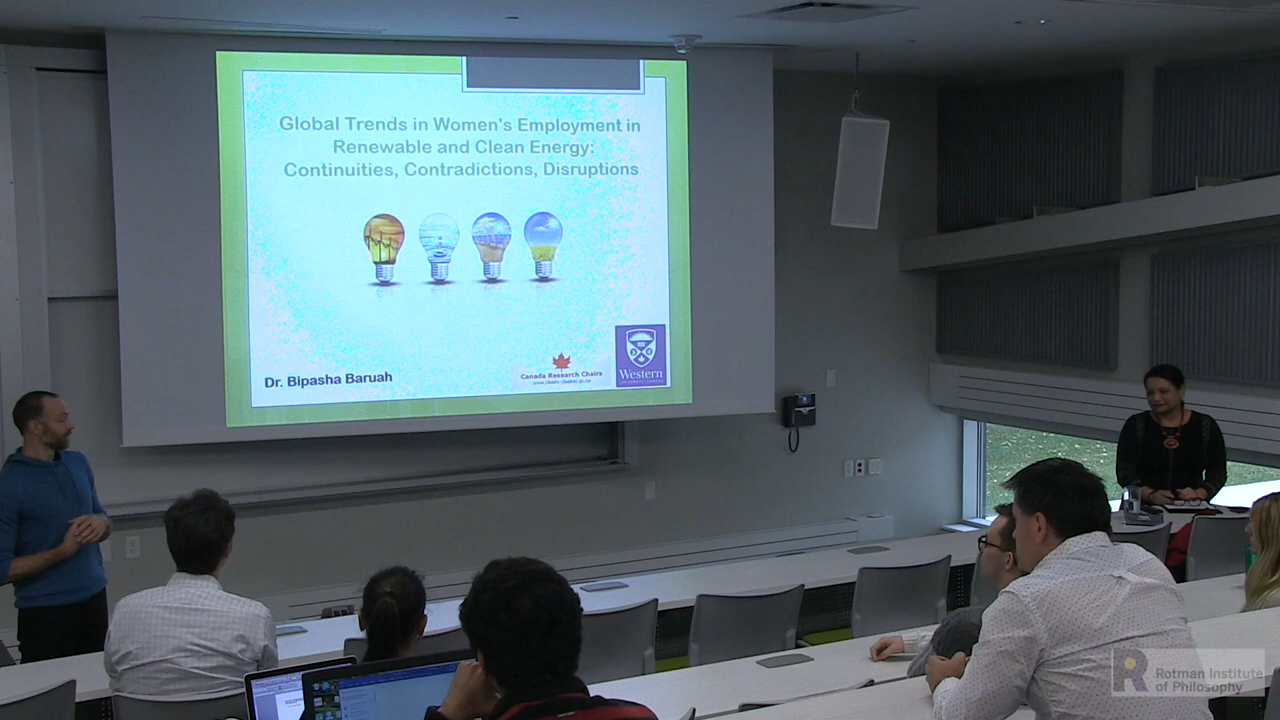 Global Trends in Women's Employment in
Renewable and Clean Energy:
Continuities, Contradictions, Disruptions
Dr. Bipasha Baruah
Canada Research Chairs
Western
Rotman Institute
of Philosophy